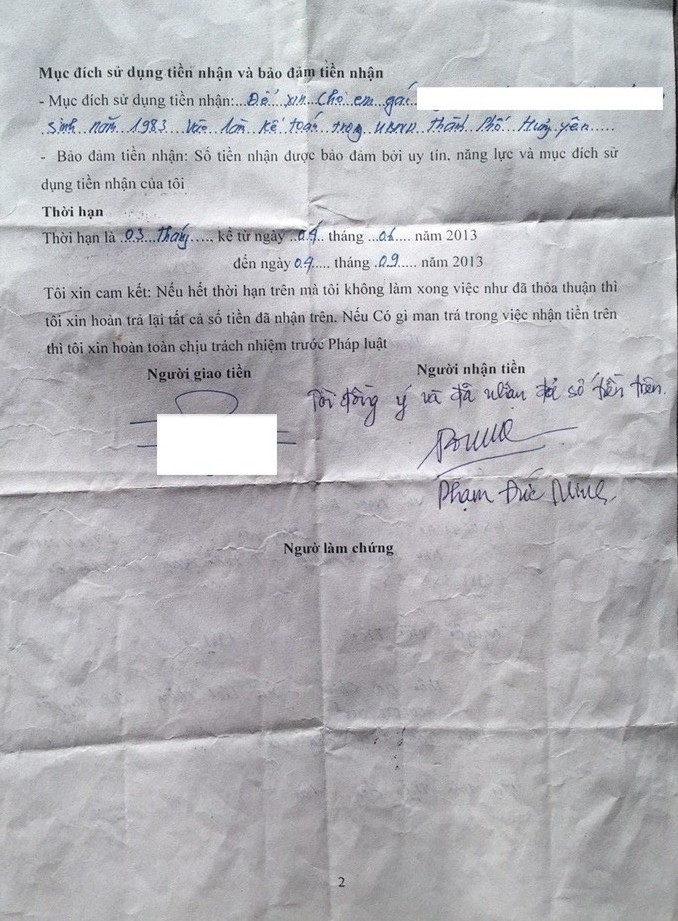 Mục đích sử dụng tiền nhận và bảo đảm tiền nhận
- Mục đích sử dụng tiền nhận:...Để...xin...cho...em...gái
sinh...năm...1983...vào làm...kế toán...trong UBND...Thành...Phố...Hưng yên......
- Bảo đảm tiền nhận: Số tiền nhận được bảo đảm bởi uy tín, năng lực và mục đích sử
dụng tiền nhận của tôi
Thời hạn
Thời hạn là ..03...tháng..... kể từ ngày ..04.. tháng ...06.... năm 2013
đến ngày 04..... tháng .09..... năm 2013
Tôi xin cam kết: Nếu hết thời hạn trên mà tôi không làm xong việc như đã thỏa thuận thì
tôi xin hoàn trả lại tất cả số tiền đã nhận trên. Nếu Có gì man trá trong việc nhận tiền trên
thì tôi xin hoàn toàn chịu trách nhiệm trước Pháp luật
Người giao tiền Người nhận tiền
Tôi đồng ý và đã nhận đủ số tiền trên.
Phạm Đức Minh
Ngườ làm chứng
2